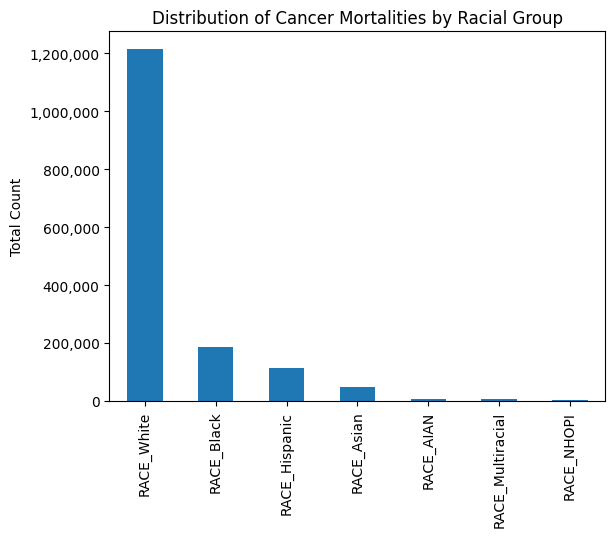 Distribution of Cancer Mortalities by Racial Group
Total Count
1,200,000
1,000,000
800,000
600,000
400,000
200,000
0
RACE_White
RACE_Black
RACE_Hispanic
RACE_Asian
RACE_AIAN
RACE_Multiracial
RACE_NHOPI